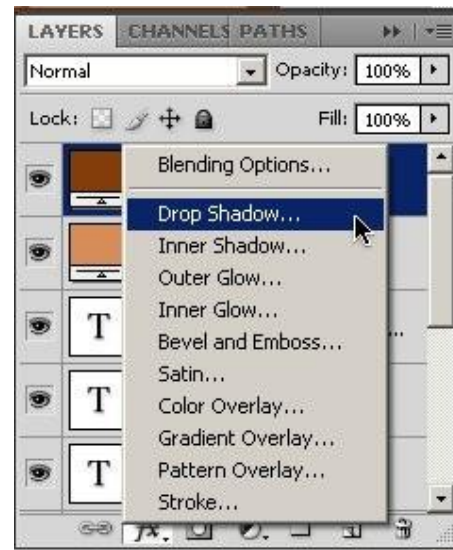 LAYERS CHANNELS PATHS
Normal Opacity: 100%
Lock: Fill: 100%
Blending Options...
Drop Shadow...
Inner Shadow...
Outer Glow...
Inner Glow...
T Bevel and Emboss... ...
Satin...
T Color Overlay...
Gradient Overlay...
T Pattern Overlay...
Stroke...
fx.